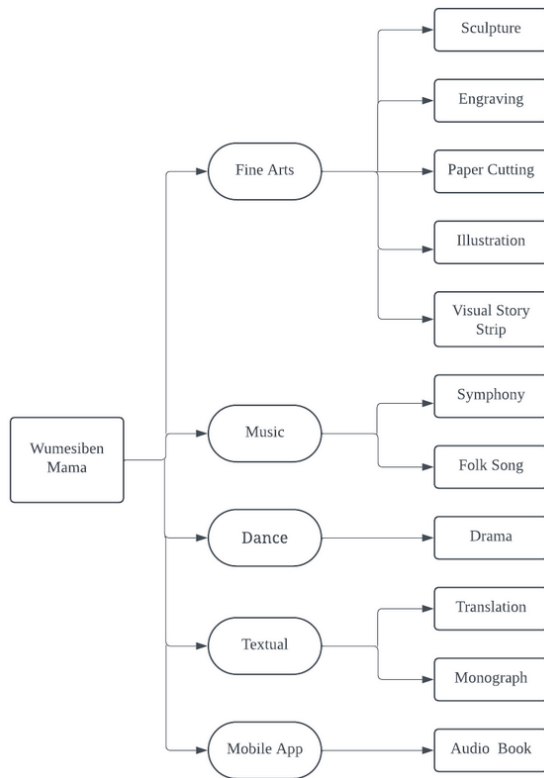 Wumesiben
Mama
Fine Arts
Sculpture
Engraving
Paper Cutting
Illustration
Visual Story
Strip
Music
Symphony
Folk Song
Dance
Drama
Textual
Translation
Monograph
Mobile App
Audio Book